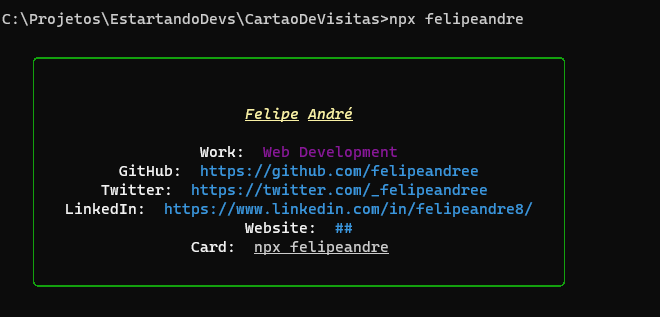 C:\Projetos\EstartandoDevs\CartaoDeVisitas>npx felipeandre
Felipe André
Work: Web Development
GitHub: https://github.com/felipeandree
Twitter: https://twitter.com/_felipeandree
LinkedIn: https://www.linkedin.com/in/felipeandre8/
Website: ##
Card: npx felipeandre